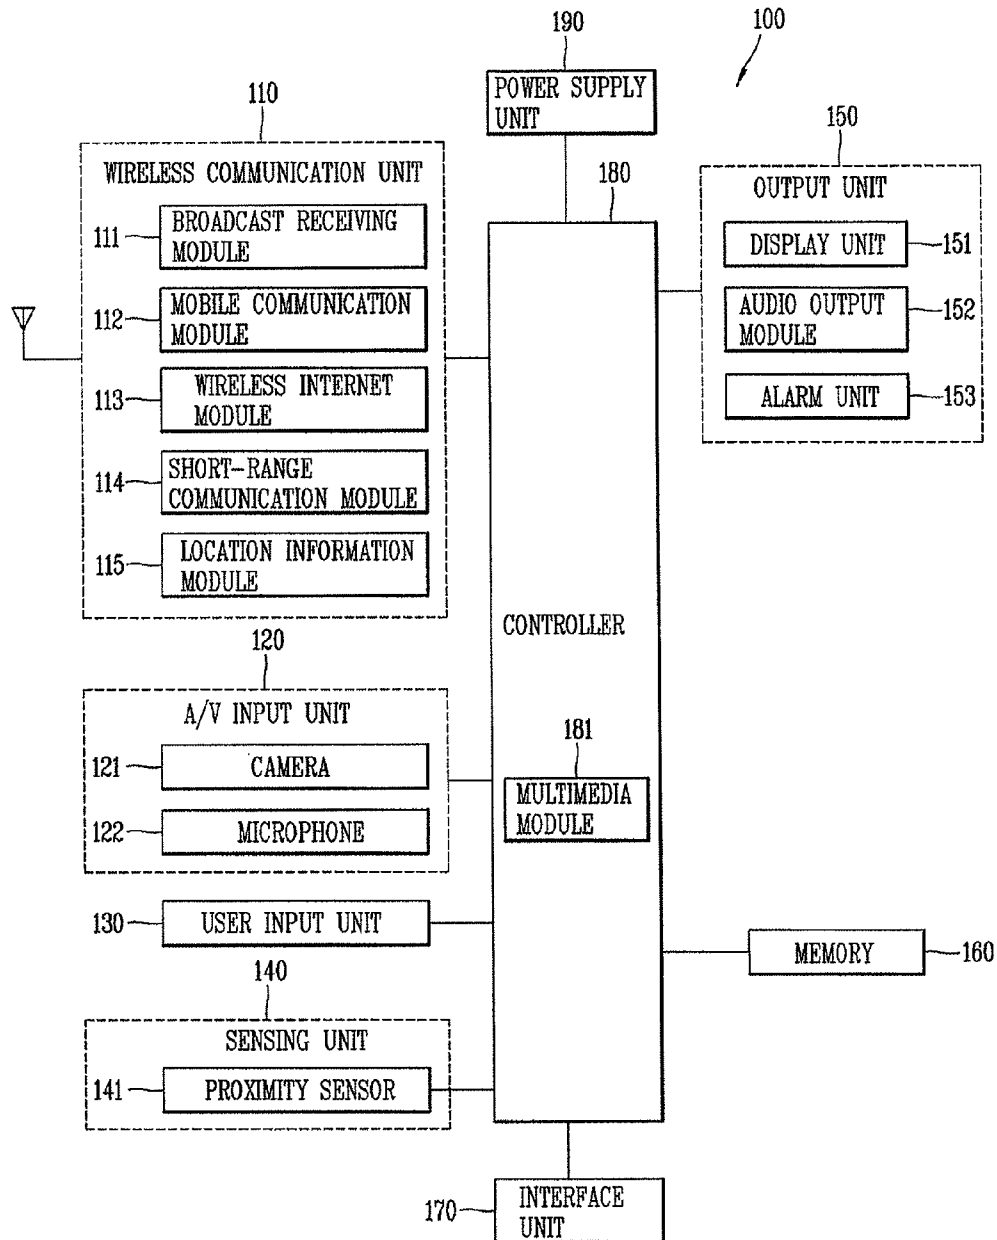 190
100
POWER SUPPLY
UNIT
110
WIRELESS COMMUNICATION UNIT
111
BROADCAST RECEIVING
MODULE
112
MOBILE COMMUNICATION
MODULE
113
WIRELESS INTERNET
MODULE
114
SHORT-RANGE
COMMUNICATION MODULE
115
LOCATION INFORMATION
MODULE
120
A/V INPUT UNIT
121
CAMERA
122
MICROPHONE
130
USER INPUT UNIT
140
SENSING UNIT
141
PROXIMITY SENSOR
180
CONTROLLER
181
MULTIMEDIA
MODULE
150
OUTPUT UNIT
DISPLAY UNIT
151
AUDIO OUTPUT
MODULE
152
ALARM UNIT
153
MEMORY
160
170
INTERFACE
UNIT